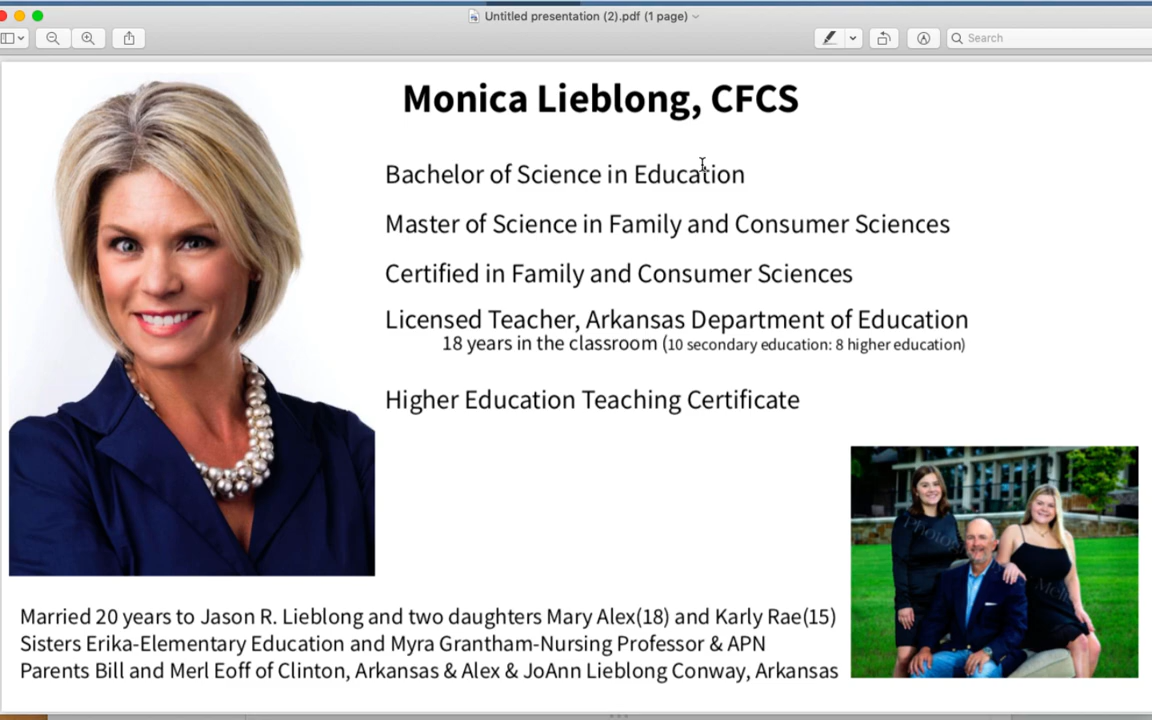 Untitled presentation (2).pdf (1 page)
Search
Monica Lieblong, CFCS
Bachelor of Science in Education
Master of Science in Family and Consumer Sciences
Certified in Family and Consumer Sciences
Licensed Teacher, Arkansas Department of Education
18 years in the classroom (10 secondary education: 8 higher education)
Higher Education Teaching Certificate
Married 20 years to Jason R. Lieblong and two daughters Mary Alex(18) and Karly Rae(15)
Sisters Erika-Elementary Education and Myra Grantham-Nursing Professor & APN
Parents Bill and Merl Eoff of Clinton, Arkansas & Alex & JoAnn Lieblong Conway, Arkansas